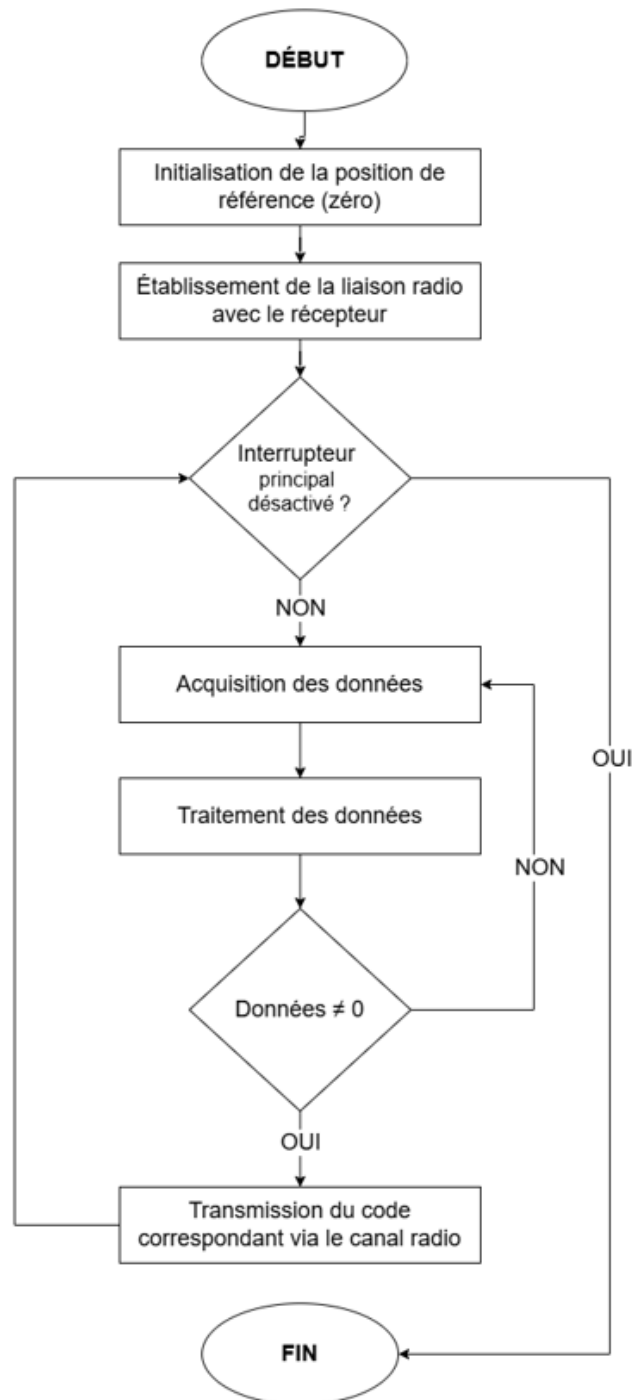 DÉBUT
Initialisation de la position de
référence (zéro)
Établissement de la liaison radio
avec le récepteur
Interrupteur
principal
désactivé ?
NON
Acquisition des données
OUI
Traitement des données
NON
Données ≠ 0
OUI
Transmission du code
correspondant via le canal radio
FIN